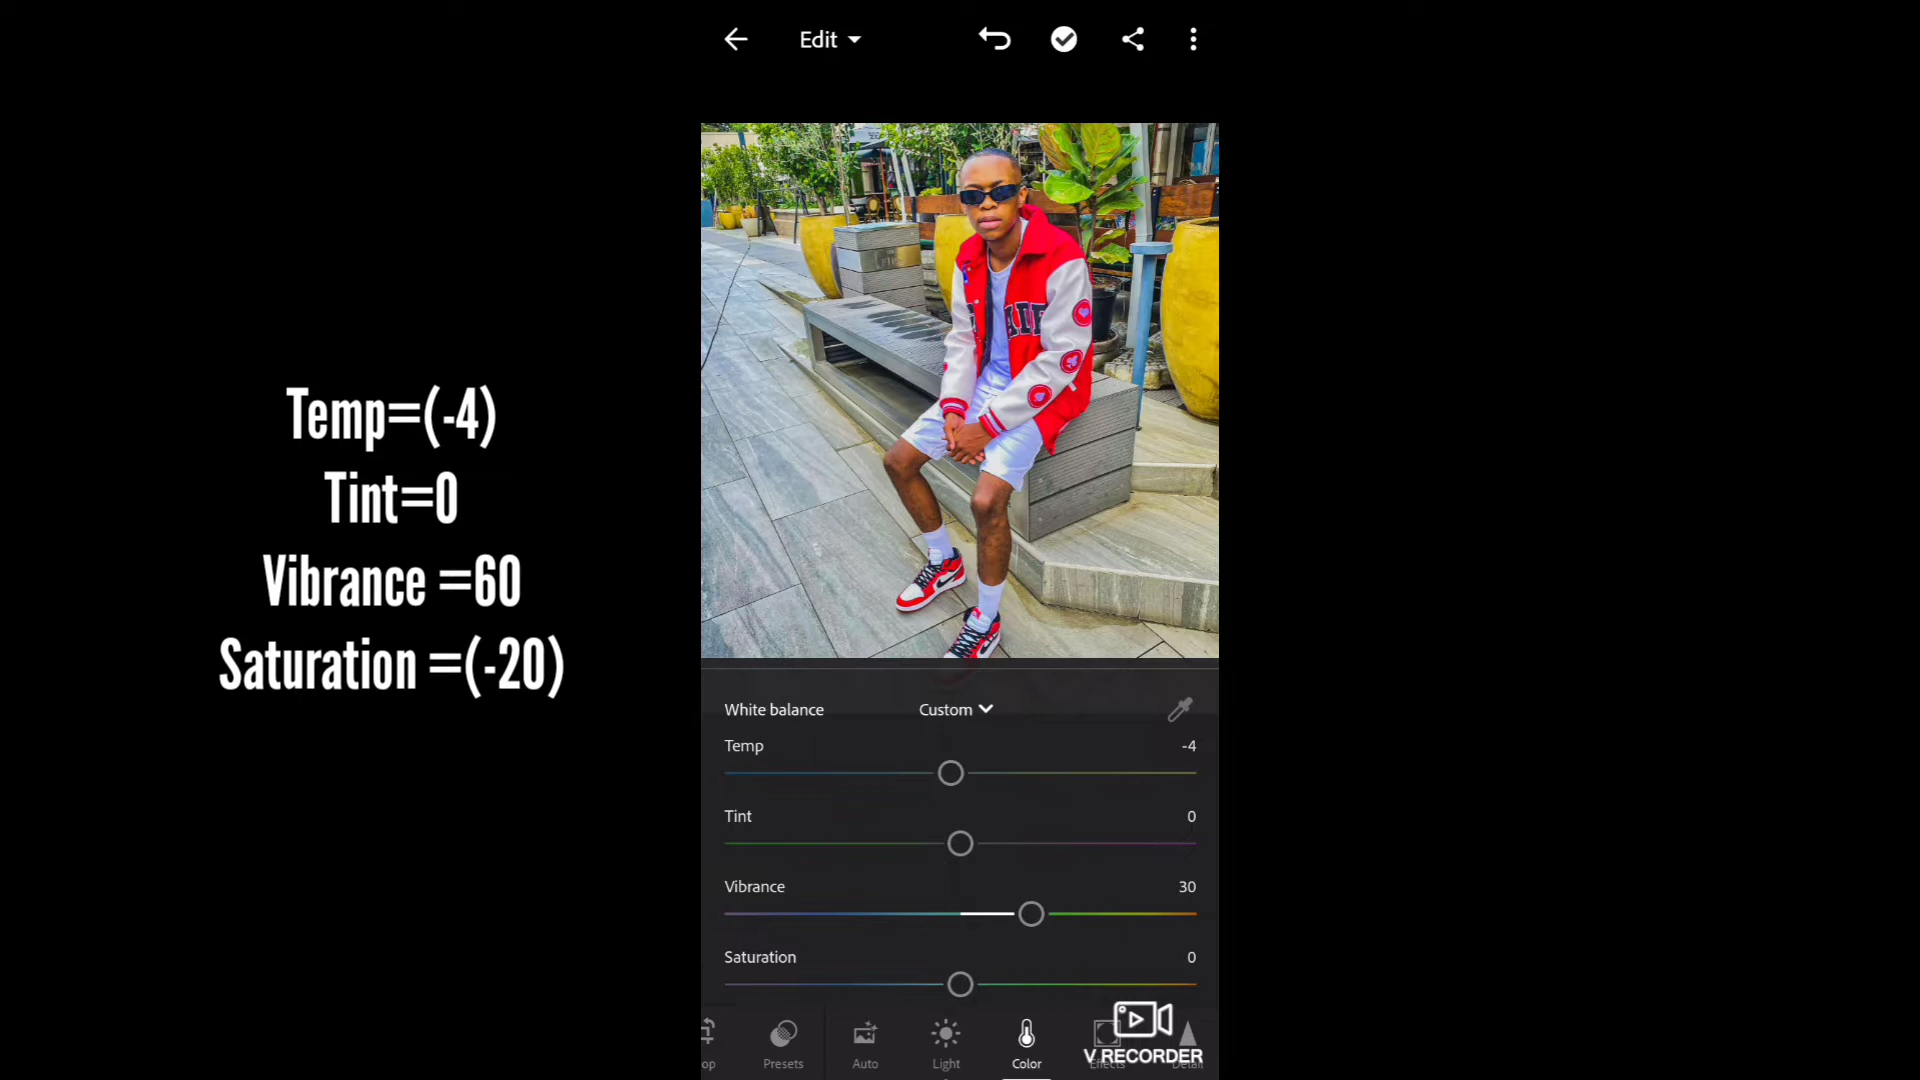 Edit
Temp=(-4)
Tint=0
Vibrance =60
Saturation =(-20)
White balance
Custom
Temp
-4
Tint
0
Vibrance
30
Saturation
0
Presets
Auto
Light
Color
Effects
V RECORDER